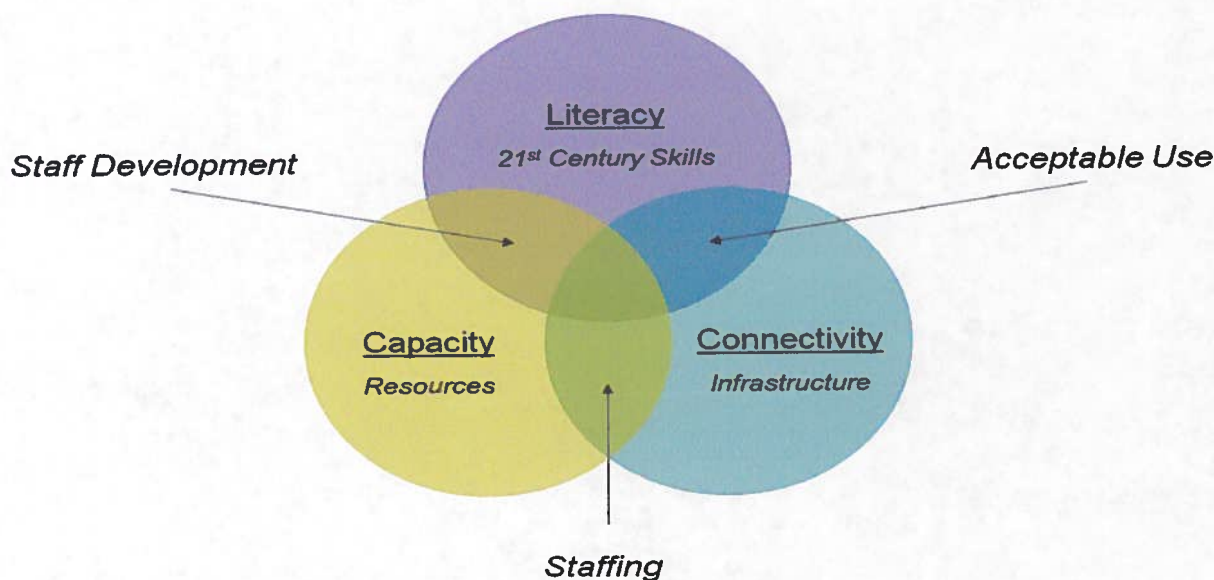 Literacy
21st Century Skills
Staff Development
Acceptable Use
Capacity
Resources
Connectivity
Infrastructure
Staffing